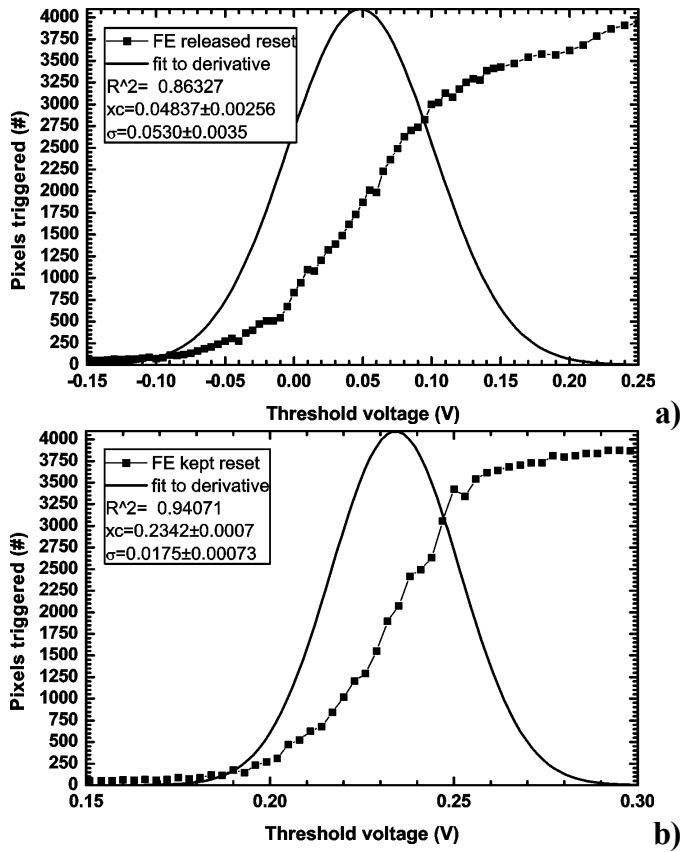 4000
3750
3500
3250
3000
2750
2500
2250
2000
1750
1500
1250
1000
750
500
250
0
Pixels triggered (#)
FE released reset
fit to derivative
R^2= 0.86327
xc=0.04837±0.00256
σ=0.0530±0.0035
-0.15 -0.10 -0.05 0.00 0.05 0.10 0.15 0.20 0.25
Threshold voltage (V)
a)
4000
3750
3500
3250
3000
2750
2500
2250
2000
1750
1500
1250
1000
750
500
250
0
Pixels triggered (#)
FE kept reset
fit to derivative
R^2= 0.94071
xc=0.2342±0.0007
σ=0.0175±0.00073
0.15 0.20 0.25 0.30
Threshold voltage (V)
b)